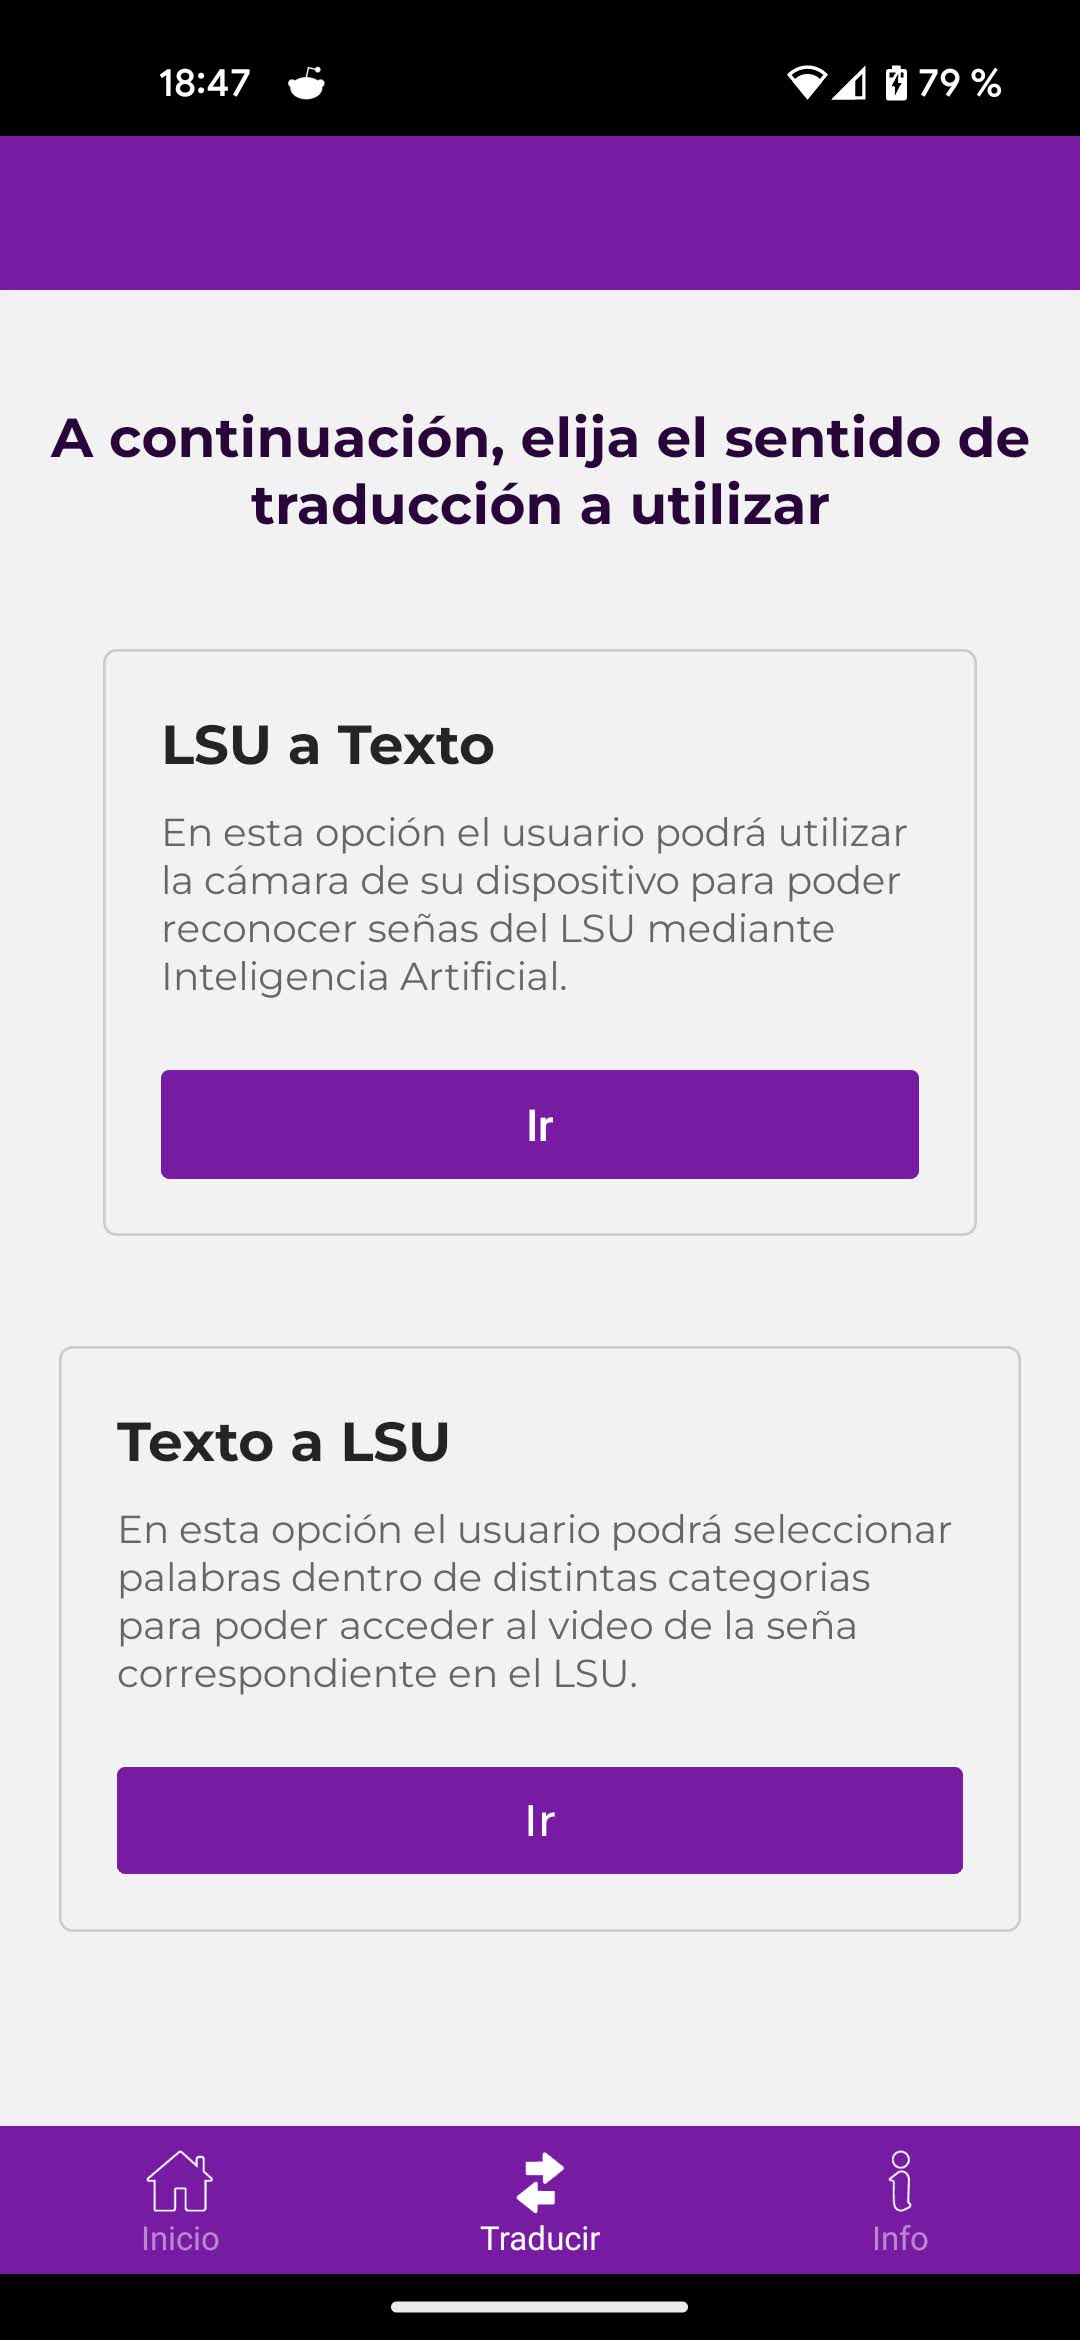 18:47
79 %
A continuación, elija el sentido de
traducción a utilizar
LSU a Texto
En esta opción el usuario podrá utilizar
la cámara de su dispositivo para poder
reconocer señas del LSU mediante
Inteligencia Artificial.
Ir
Texto a LSU
En esta opción el usuario podrá seleccionar
palabras dentro de distintas categorias
para poder acceder al video de la seña
correspondiente en el LSU.
Ir
Inicio
Traducir
Info